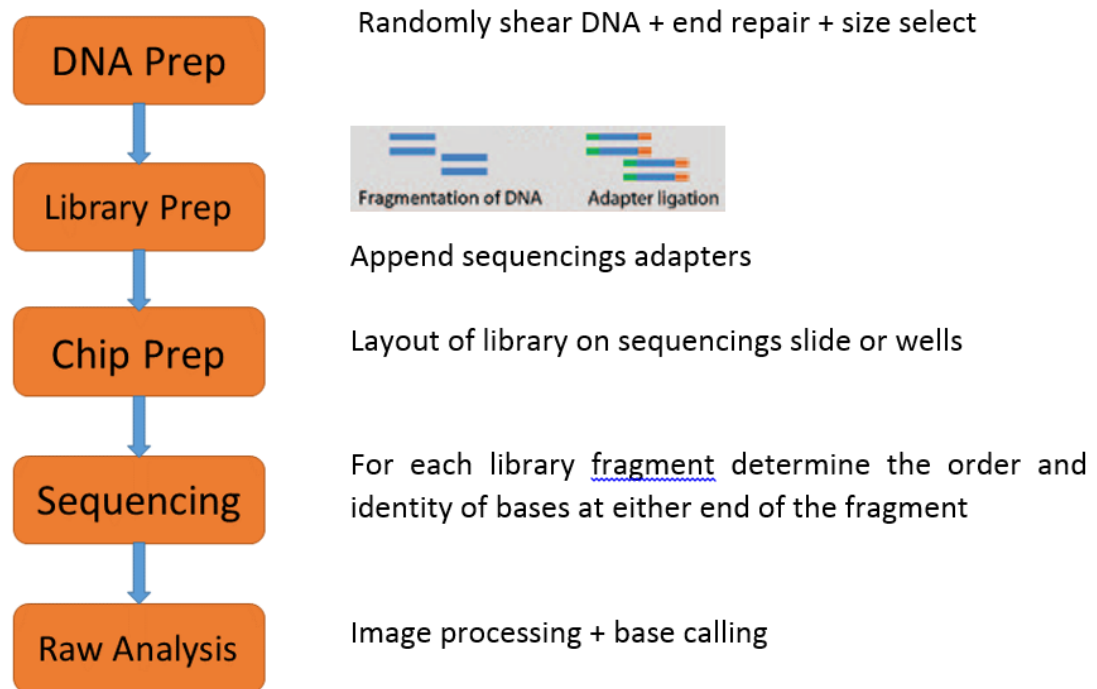 DNA Prep
Randomly shear DNA + end repair + size select
Library Prep
Fragmentation of DNA
Adapter ligation
Append sequencings adapters
Chip Prep
Layout of library on sequencings slide or wells
Sequencing
For each library fragment determine the order and
identity of bases at either end of the fragment
Raw Analysis
Image processing + base calling